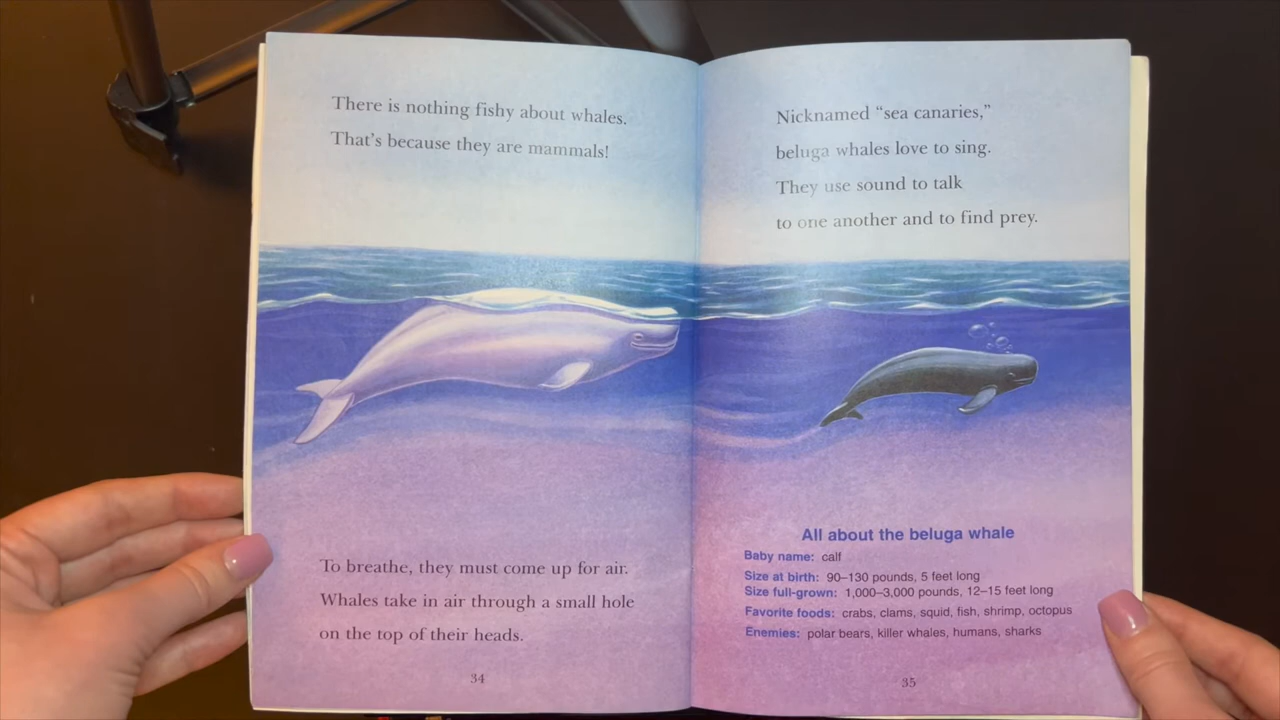 There is nothing fishy about whales.
That's because they are mammals!
To breathe, they must come up for air.
Whales take in air through a small hole
on the top of their heads.
34
Nicknamed “sea canaries,”
beluga whales love to sing.
They use sound to talk
to one another and to find prey.
All about the beluga whale
Baby name: calf
Size at birth: 90–130 pounds, 5 feet long
Size full-grown: 1,000–3,000 pounds, 12–15 feet long
Favorite foods: crabs, clams, squid, fish, shrimp, octopus
Enemies: polar bears, killer whales, humans, sharks
35